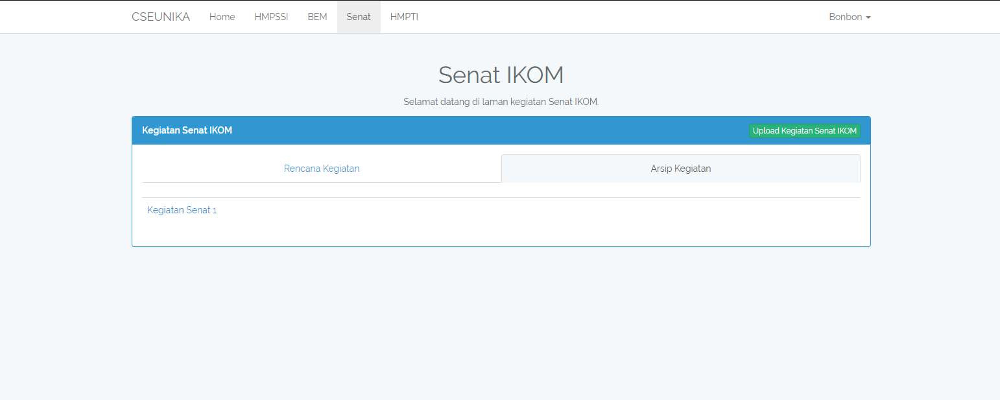 CSEUNIKA Home HMPSSI BEM Senat HMPTI Bonbon
Senat IKOM
Selamat datang di laman kegiatan Senat IKOM.
Kegiatan Senat IKOM Upload Kegiatan Senat IKOM
Rencana Kegiatan Arsip Kegiatan
Kegiatan Senat 1